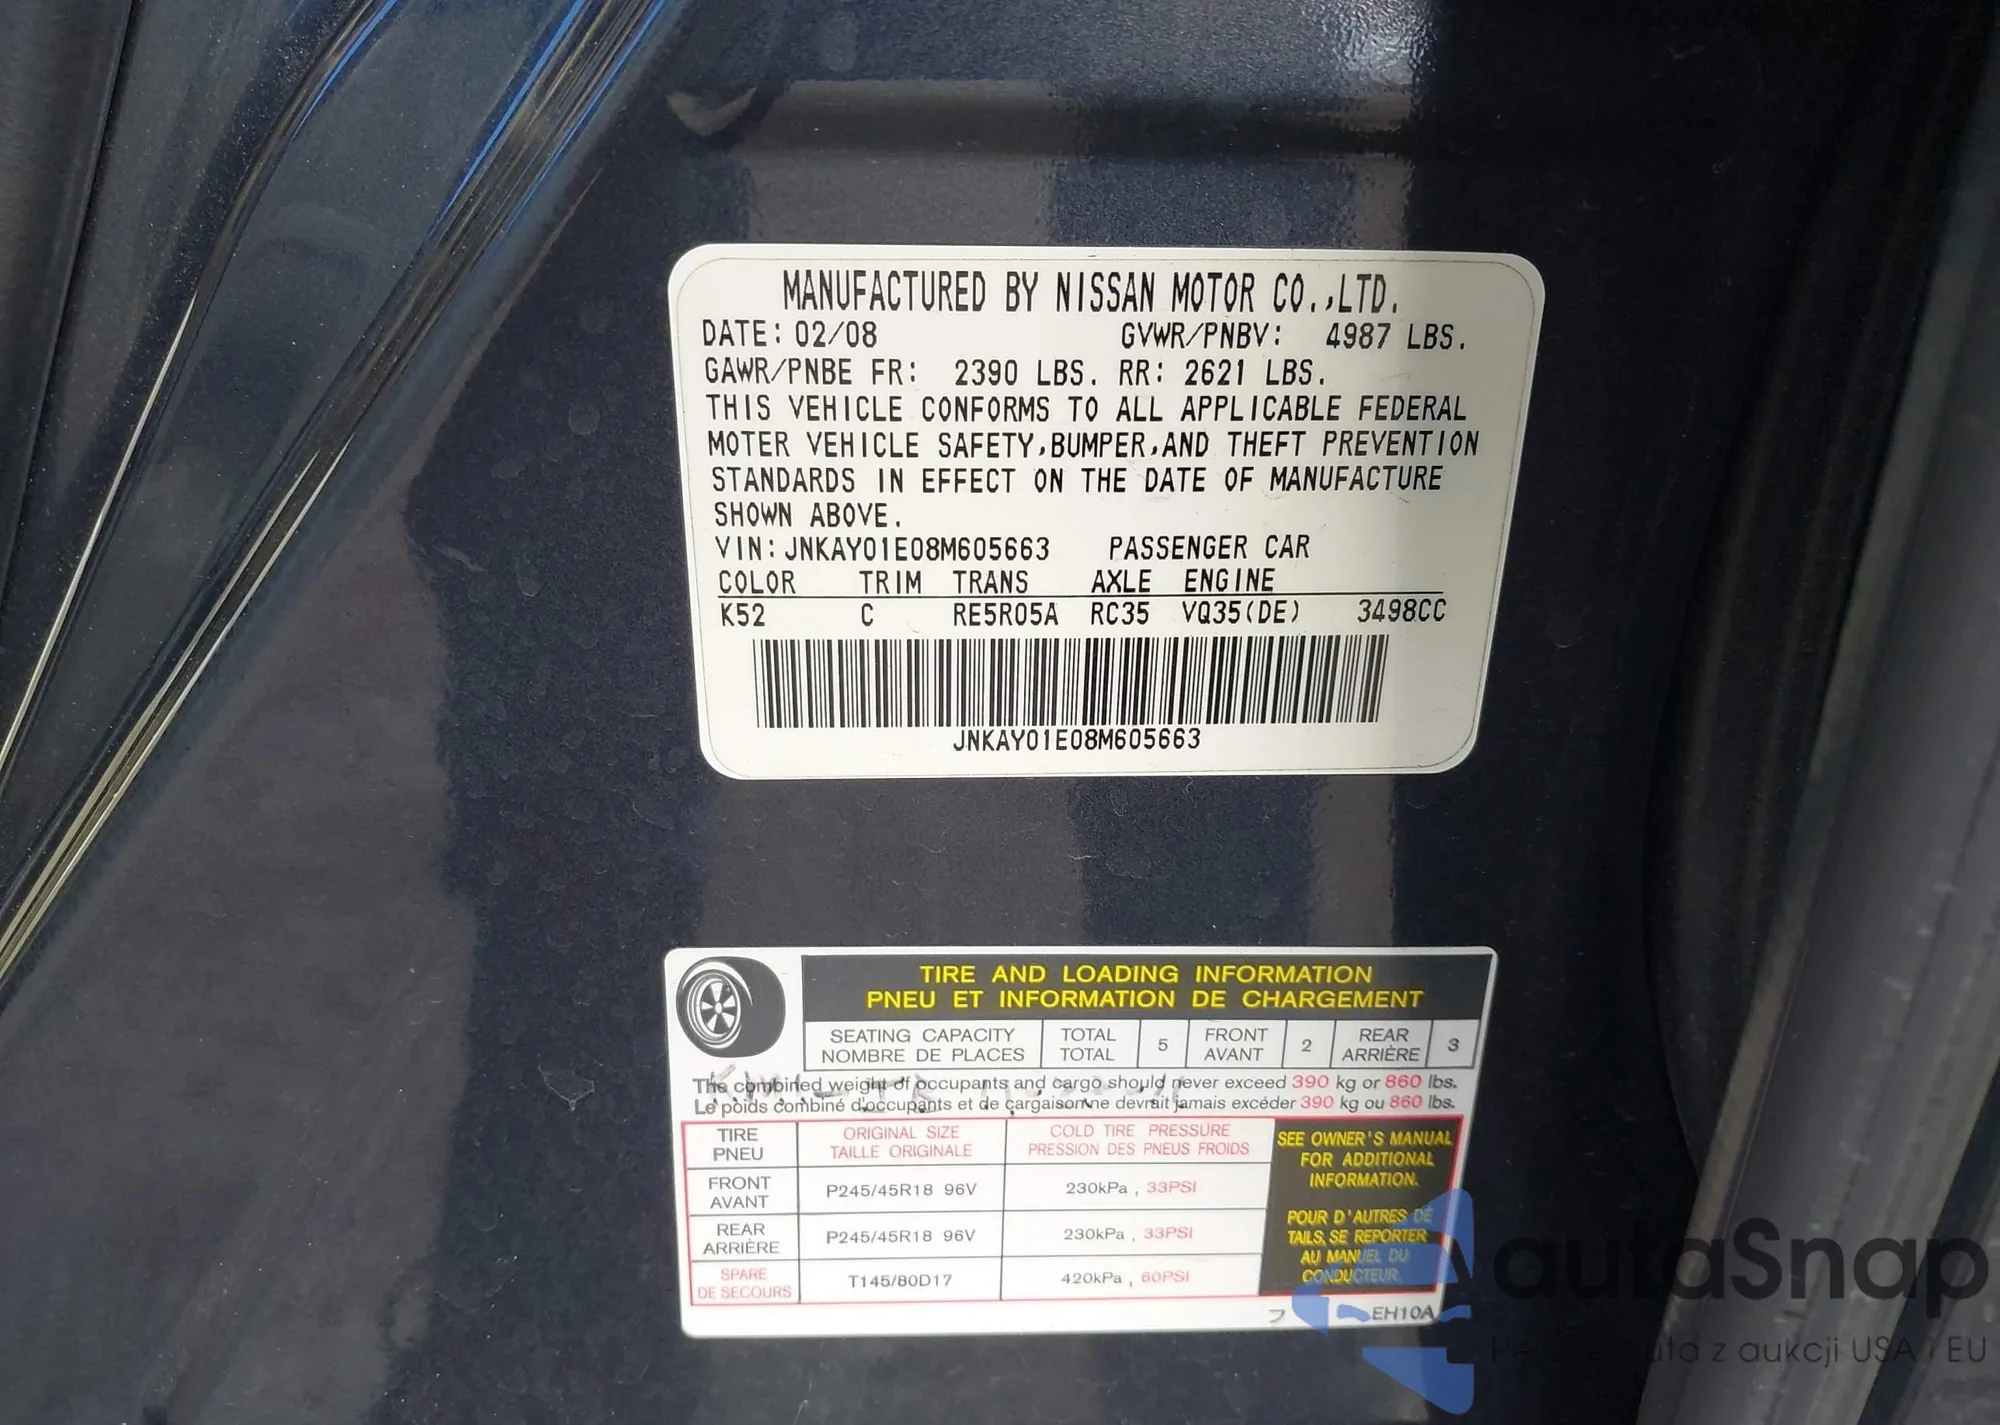 MANUFACTURED BY NISSAN MOTOR CO.,LTD.
DATE: 02/08 GVWR/PNBV: 4987 LBS.
GAWR/PNBE FR: 2390 LBS. RR: 2621 LBS.
THIS VEHICLE CONFORMS TO ALL APPLICABLE FEDERAL
MOTER VEHICLE SAFETY,BUMPER,AND THEFT PREVENTION
STANDARDS IN EFFECT ON THE DATE OF MANUFACTURE
SHOWN ABOVE.
VIN: JNKAY01E08M605663 PASSENGER CAR
COLOR TRIM TRANS AXLE ENGINE
K52 C RE5R05A RC35 VQ35(DE) 3498CC
JNKAY01E08M605663
TIRE AND LOADING INFORMATION
PNEU ET INFORMATION DE CHARGEMENT
SEATING CAPACITY TOTAL 5 FRONT 2 REAR 3
NOMBRE DE PLACES TOTAL AVANT ARRIÈRE
The combined weight of occupants and cargo should never exceed 390 kg or 860 lbs.
Le poids combiné d'occupants et de cargaison ne devrait jamais excéder 390 kg ou 860 lbs.
TIRE ORIGINAL SIZE COLD TIRE PRESSURE
PNEU TAILLE ORIGINALE PRESSION DES PNEUS FROIDS
FRONT
AVANT P245/45R18 96V 230kPa , 33PSI
REAR
ARRIÈRE P245/45R18 96V 230kPa , 33PSI
SPARE
DE SECOURS T145/80D17 420kPa , 60PSI
SEE OWNER'S MANUAL
FOR ADDITIONAL
INFORMATION.
POUR D'AUTRES DÉ
TAILS, SE REPORTER
AU MANUEL DU
CONDUCTEUR.
フ EH10A
autaSnap
auta z aukcji USA i EU